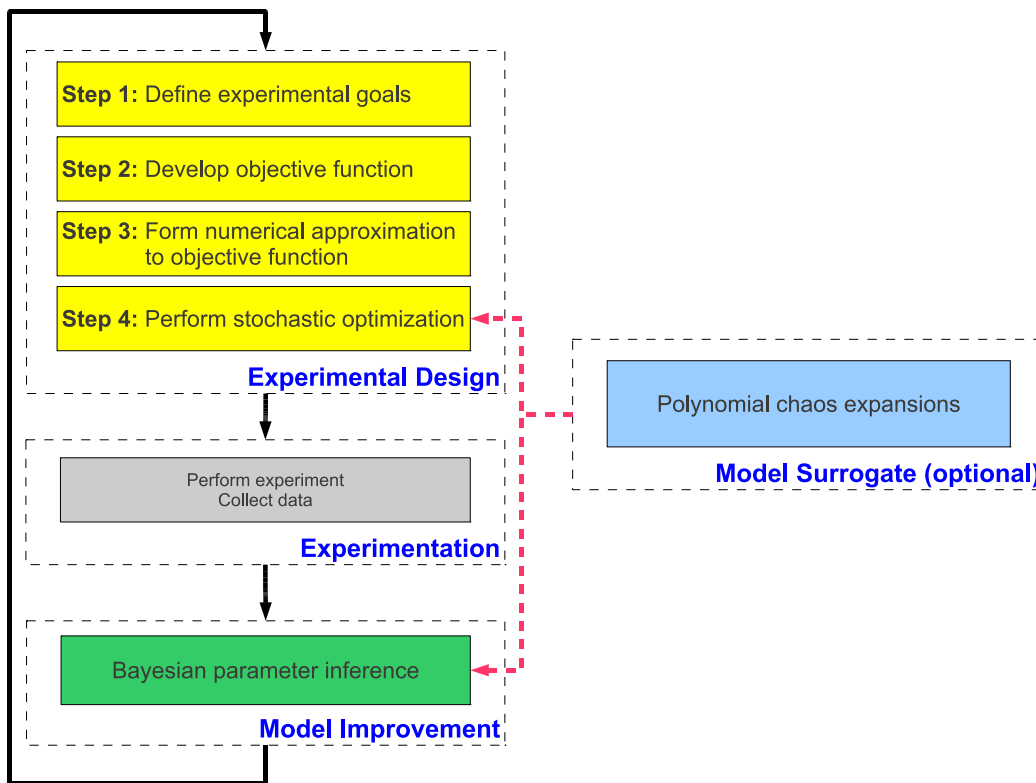 Step 1: Define experimental goals
Step 2: Develop objective function
Step 3: Form numerical approximation
to objective function
Step 4: Perform stochastic optimization
Experimental Design
Polynomial chaos expansions
Model Surrogate (optional)
Perform experiment
Collect data
Experimentation
Bayesian parameter inference
Model Improvement